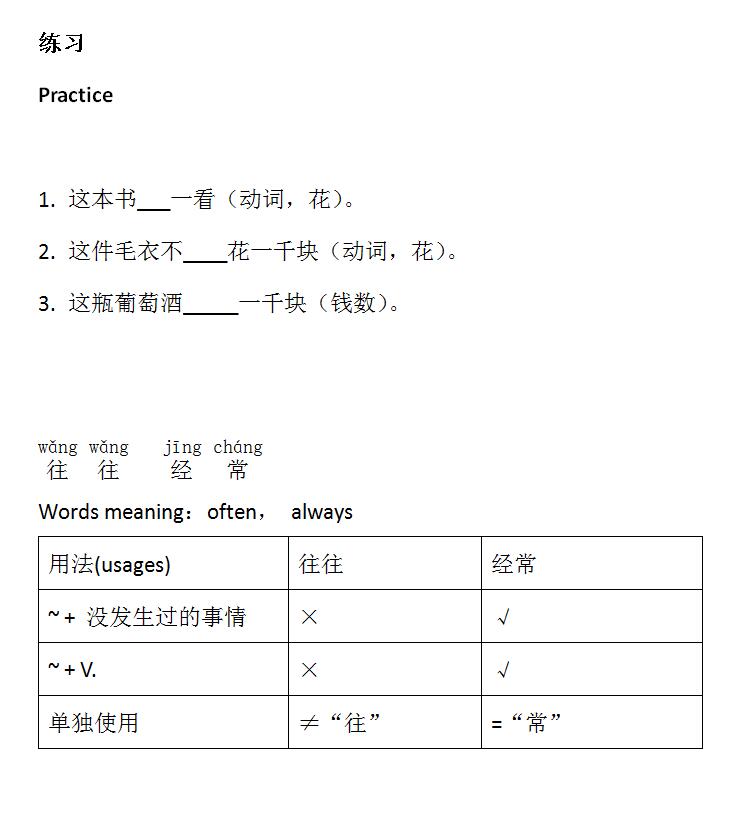 练习
Practice
1. 这本书___一看（动词，花）。
2. 这件毛衣不____花一千块（动词，花）。
3. 这瓶葡萄酒_____一千块（钱数）。
wǎng wǎng jīng cháng
往 往 经 常
Words meaning：often， always
用法(usages) 往往 经常
~ + 没发生过的事情 × √
~ + V. × √
单独使用 ≠“往” =“常”